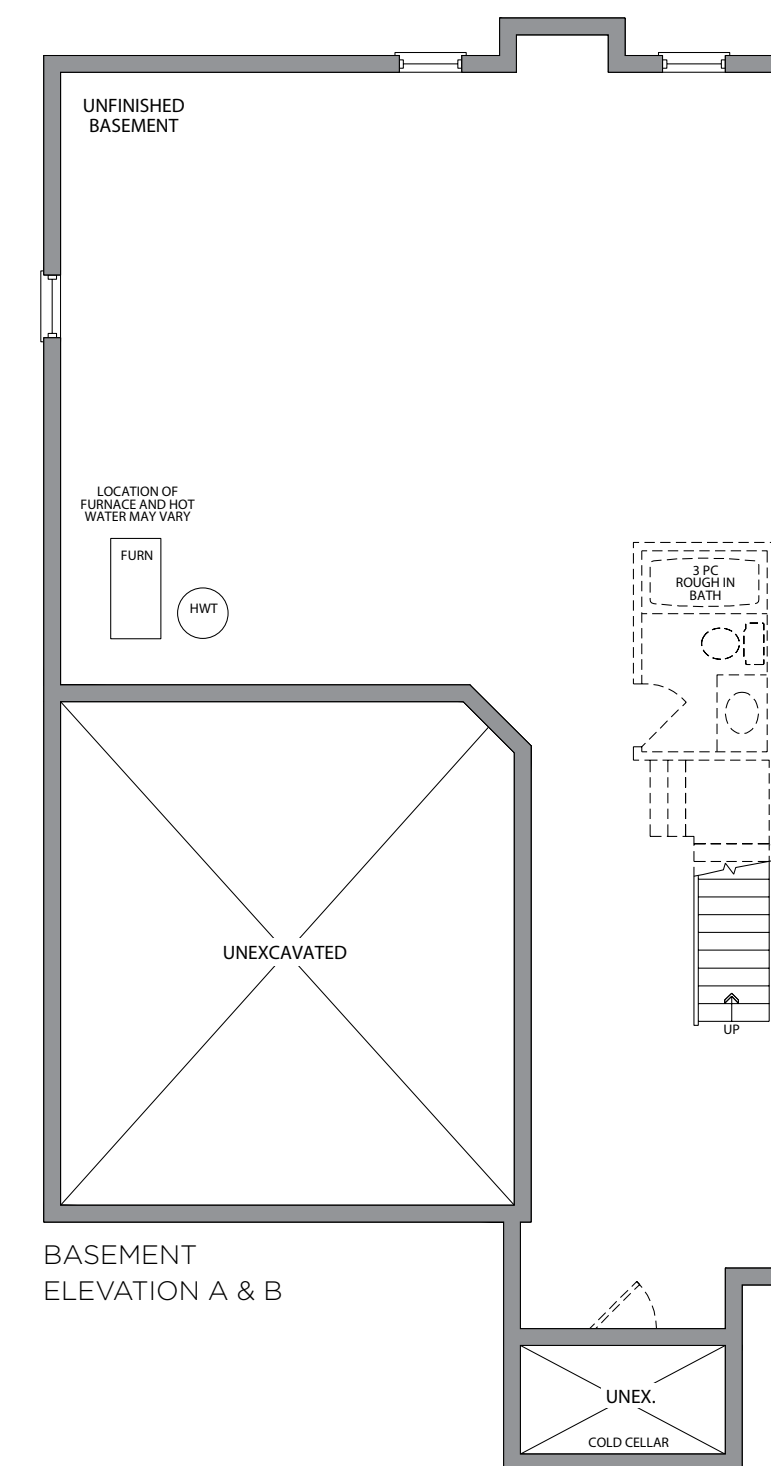 UNFINISHED
BASEMENT
LOCATION OF
FURNACE AND HOT
WATER MAY VARY
FURN
HWT
3 PC
ROUGH IN
BATH
UNEXCAVATED
UP
BASEMENT
ELEVATION A & B
UNEX.
COLD CELLAR